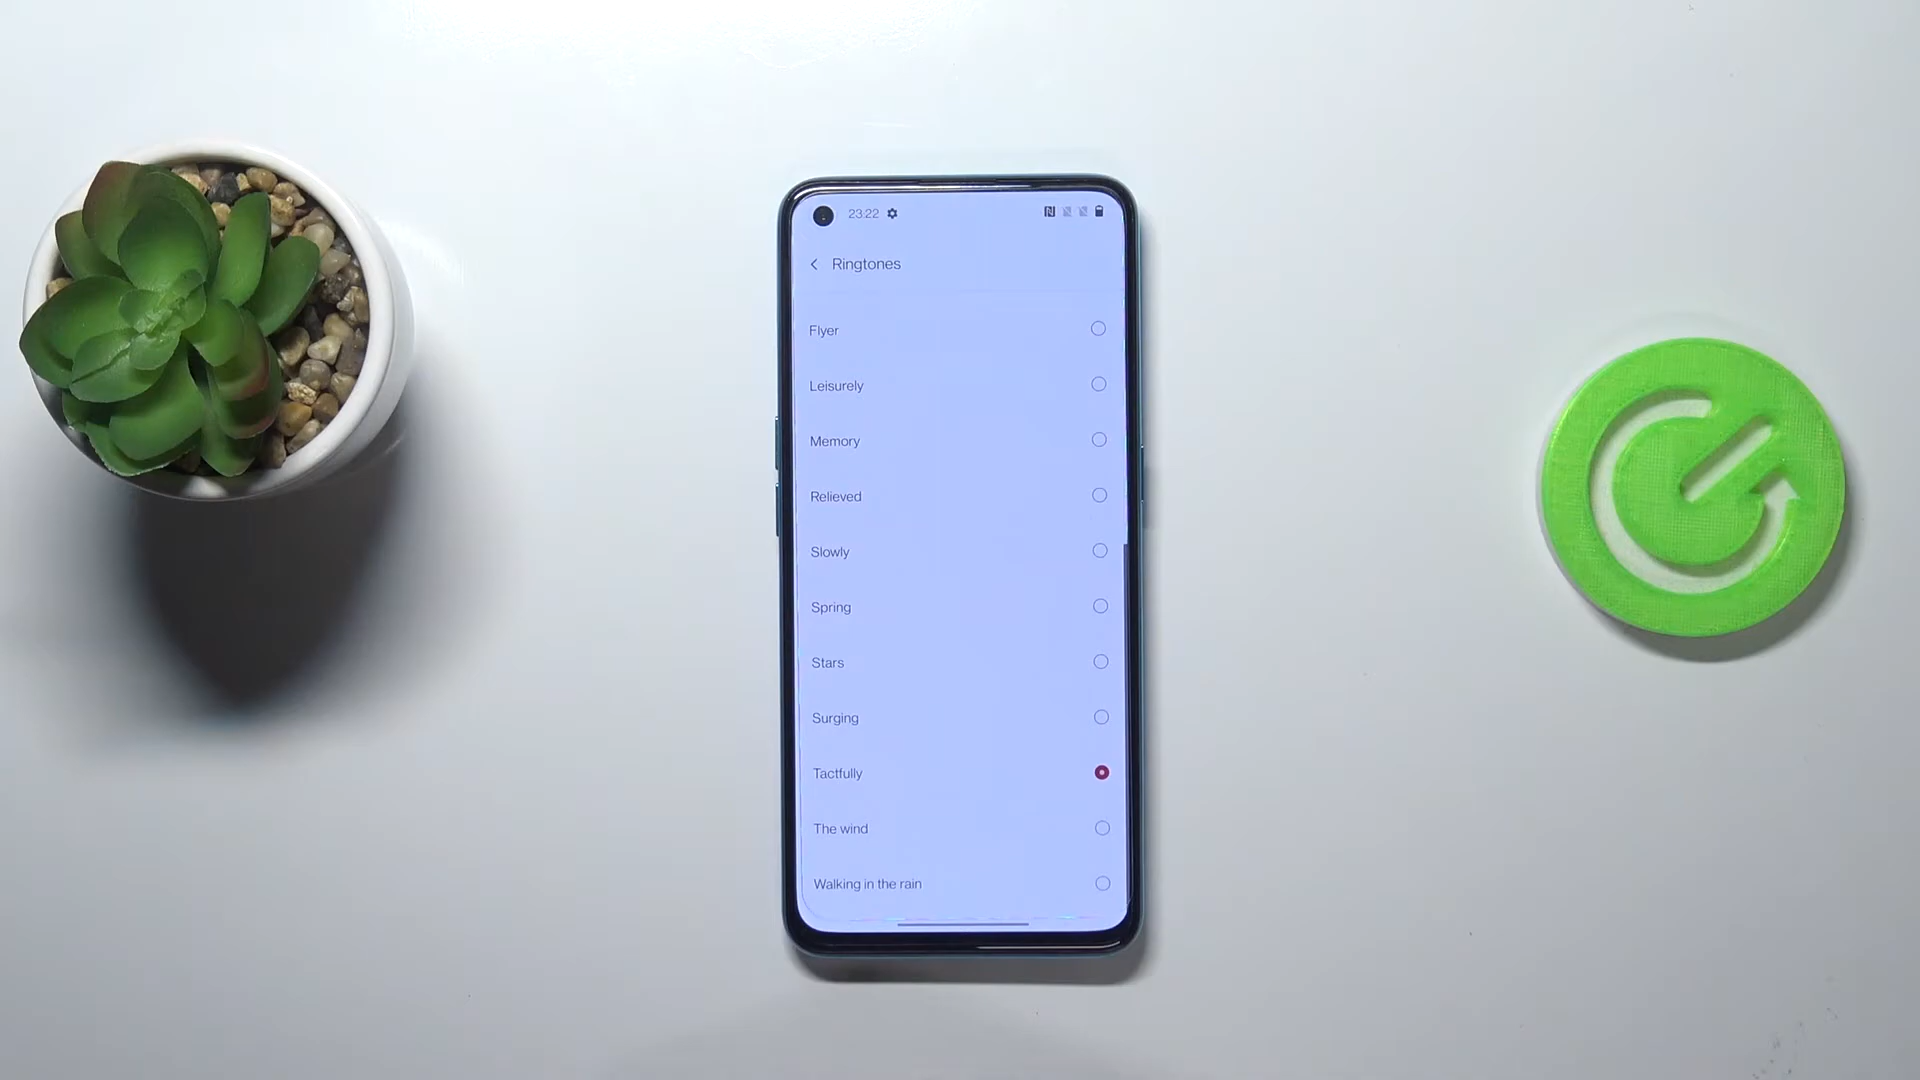 23:22
Ringtones
Flyer
Leisurely
Memory
Relieved
Slowly
Spring
Stars
Surging
Tactfully
The wind
Walking in the rain